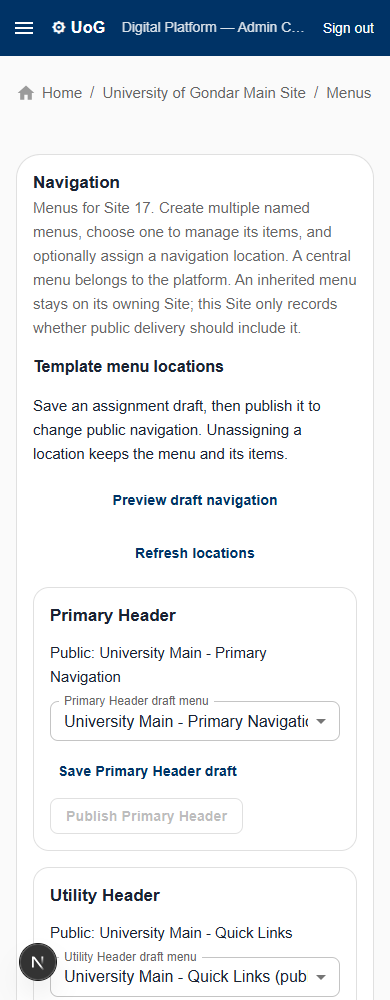 UoG Digital Platform — Admin C... Sign out
Home / University of Gondar Main Site / Menus
Navigation
Menus for Site 17. Create multiple named
menus, choose one to manage its items, and
optionally assign a navigation location. A central
menu belongs to the platform. An inherited menu
stays on its owning Site; this Site only records
whether public delivery should include it.
Template menu locations
Save an assignment draft, then publish it to
change public navigation. Unassigning a
location keeps the menu and its items.
Preview draft navigation
Refresh locations
Primary Header
Public: University Main - Primary
Navigation
Primary Header draft menu
University Main - Primary Navigatic
Save Primary Header draft
Publish Primary Header
Utility Header
Public: University Main - Quick Links
Utility Header draft menu
University Main - Quick Links (pub
N